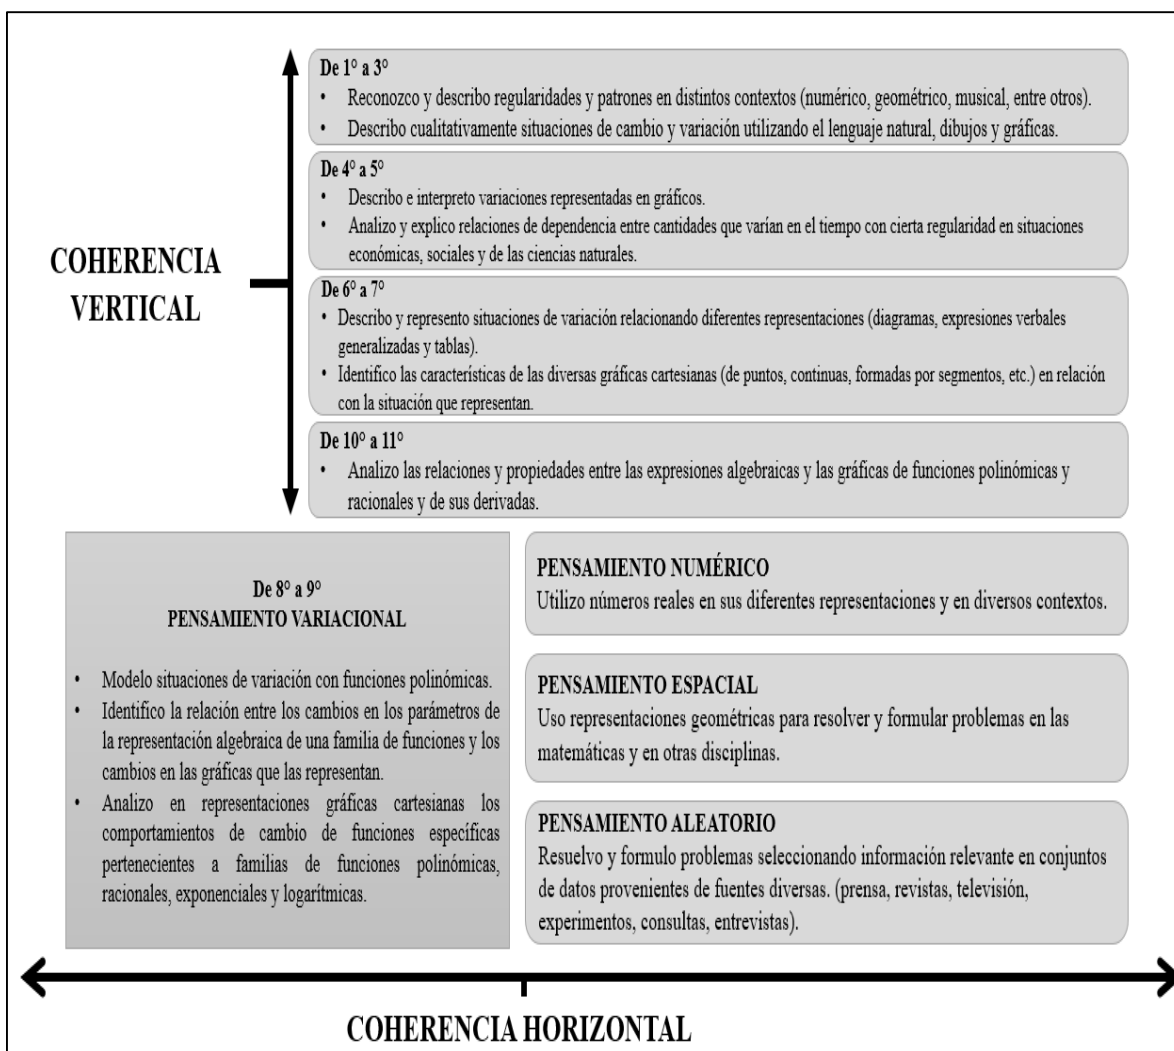 De 1° a 3°
• Reconozco y describo regularidades y patrones en distintos contextos (numérico, geométrico, musical, entre otros).
• Describo cualitativamente situaciones de cambio y variación utilizando el lenguaje natural, dibujos y gráficas.
De 4° a 5°
• Describo e interpreto variaciones representadas en gráficos.
• Analizo y explico relaciones de dependencia entre cantidades que varían en el tiempo con cierta regularidad en situaciones
económicas, sociales y de las ciencias naturales.
COHERENCIA
VERTICAL
De 6° a 7°
• Describo y represento situaciones de variación relacionando diferentes representaciones (diagramas, expresiones verbales
generalizadas y tablas).
• Identifico las características de las diversas gráficas cartesianas (de puntos, continuas, formadas por segmentos, etc.) en relación
con la situación que representan.
De 10° a 11°
• Analizo las relaciones y propiedades entre las expresiones algebraicas y las gráficas de funciones polinómicas y
racionales y de sus derivadas.
De 8° a 9°
PENSAMIENTO VARIACIONAL
• Modelo situaciones de variación con funciones polinómicas.
• Identifico la relación entre los cambios en los parámetros de
la representación algebraica de una familia de funciones y los
cambios en las gráficas que las representan.
• Analizo en representaciones gráficas cartesianas los
comportamientos de cambio de funciones específicas
pertenecientes a familias de funciones polinómicas,
racionales, exponenciales y logarítmicas.
PENSAMIENTO NUMÉRICO
Utilizo números reales en sus diferentes representaciones y en diversos contextos.
PENSAMIENTO ESPACIAL
Uso representaciones geométricas para resolver y formular problemas en las
matemáticas y en otras disciplinas.
PENSAMIENTO ALEATORIO
Resuelvo y formulo problemas seleccionando información relevante en conjuntos
de datos provenientes de fuentes diversas. (prensa, revistas, televisión,
experimentos, consultas, entrevistas).
COHERENCIA HORIZONTAL